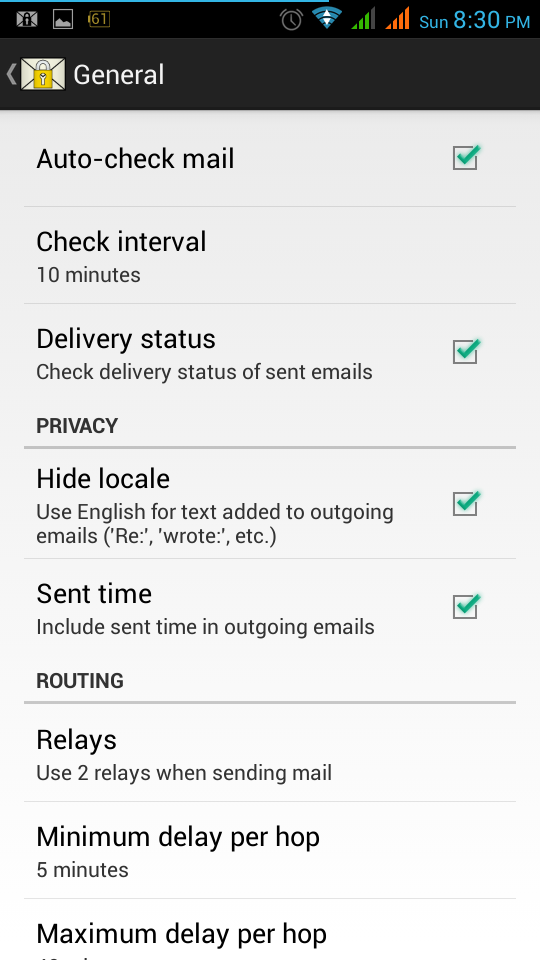 61
Sun 8:30 PM
General
Auto-check mail
Check interval
10 minutes
Delivery status
Check delivery status of sent emails
PRIVACY
Hide locale
Use English for text added to outgoing
emails ('Re:', 'wrote:', etc.)
Sent time
Include sent time in outgoing emails
ROUTING
Relays
Use 2 relays when sending mail
Minimum delay per hop
5 minutes
Maximum delay per hop